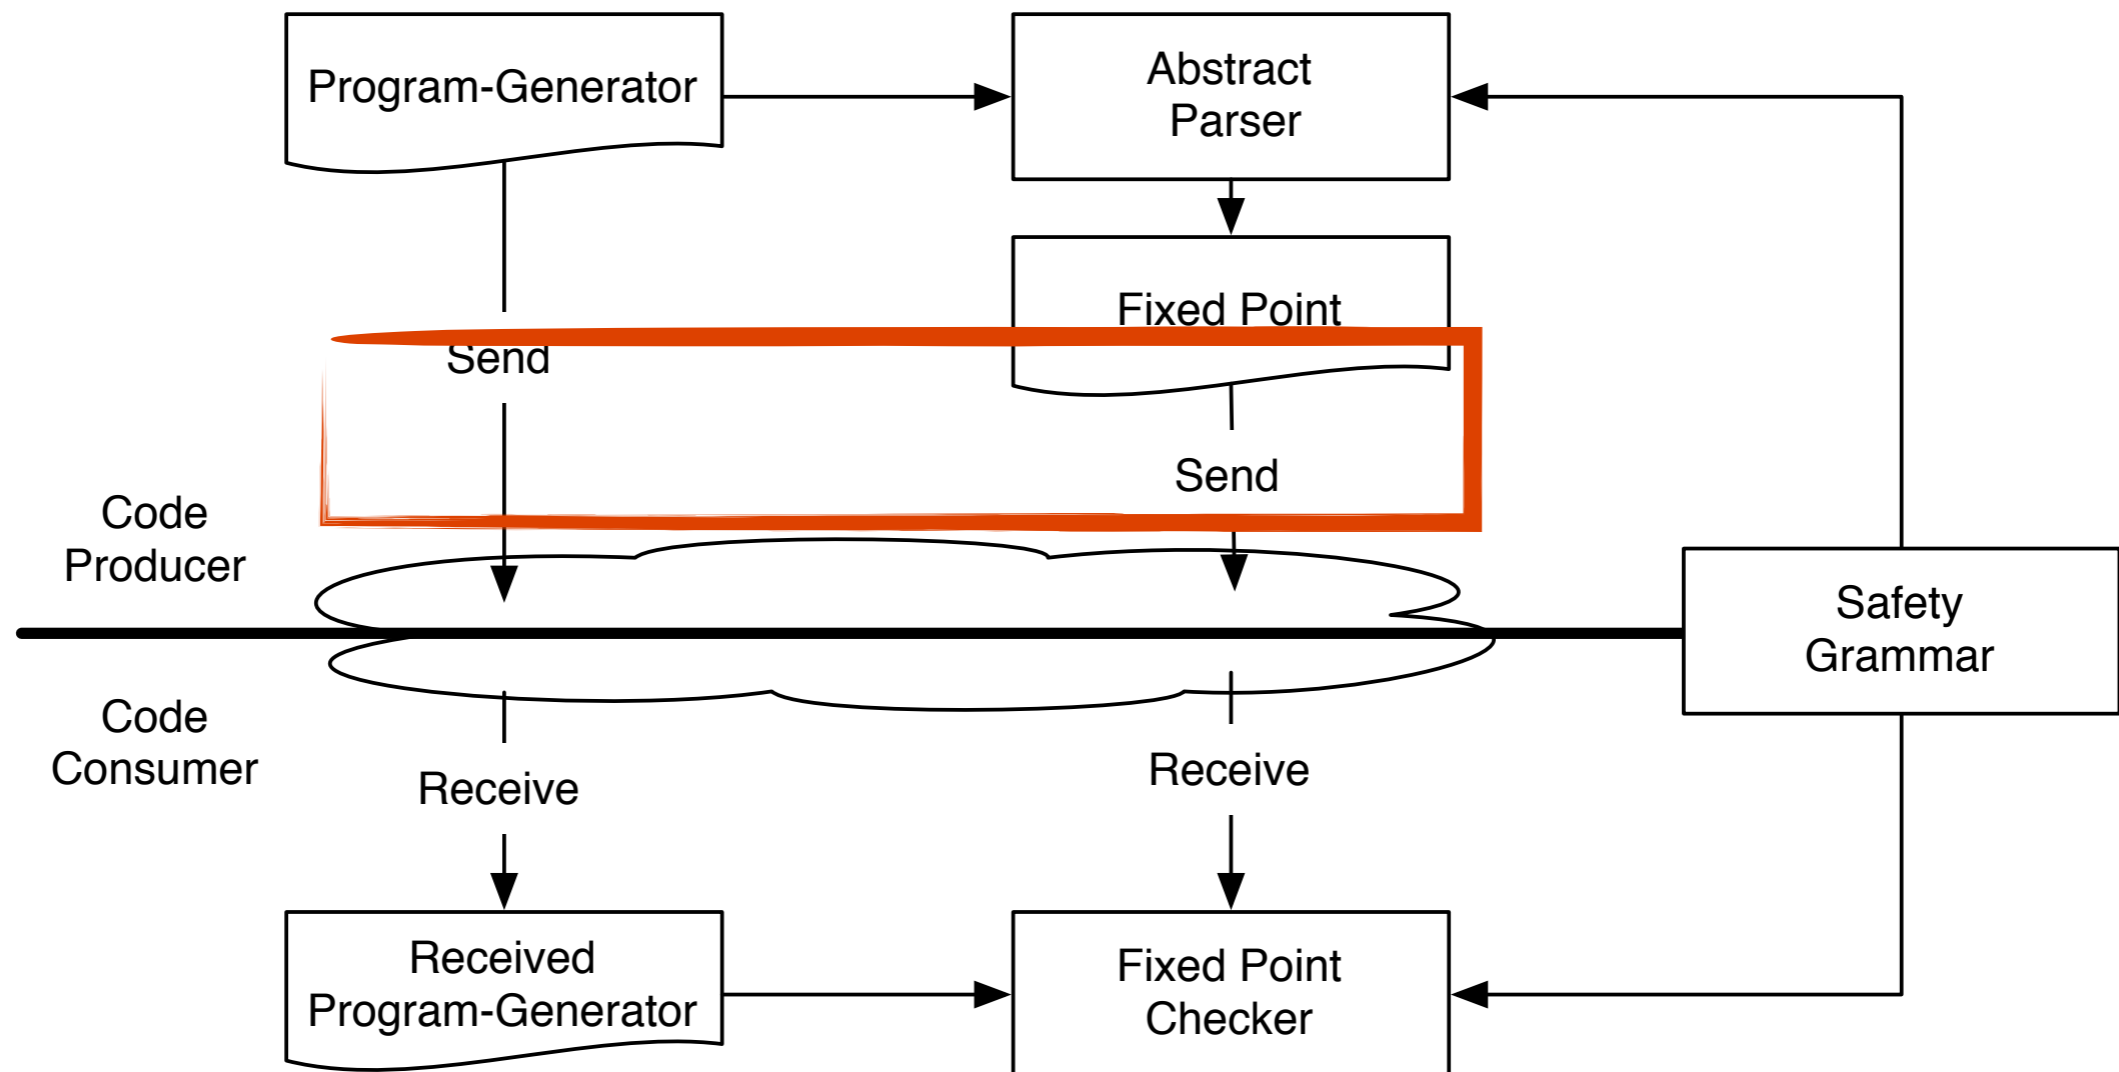 Program-Generator
Abstract
Parser
Fixed Point
Send
Send
Code
Producer
Safety
Grammar
Code
Consumer
Receive
Receive
Received
Program-Generator
Fixed Point
Checker